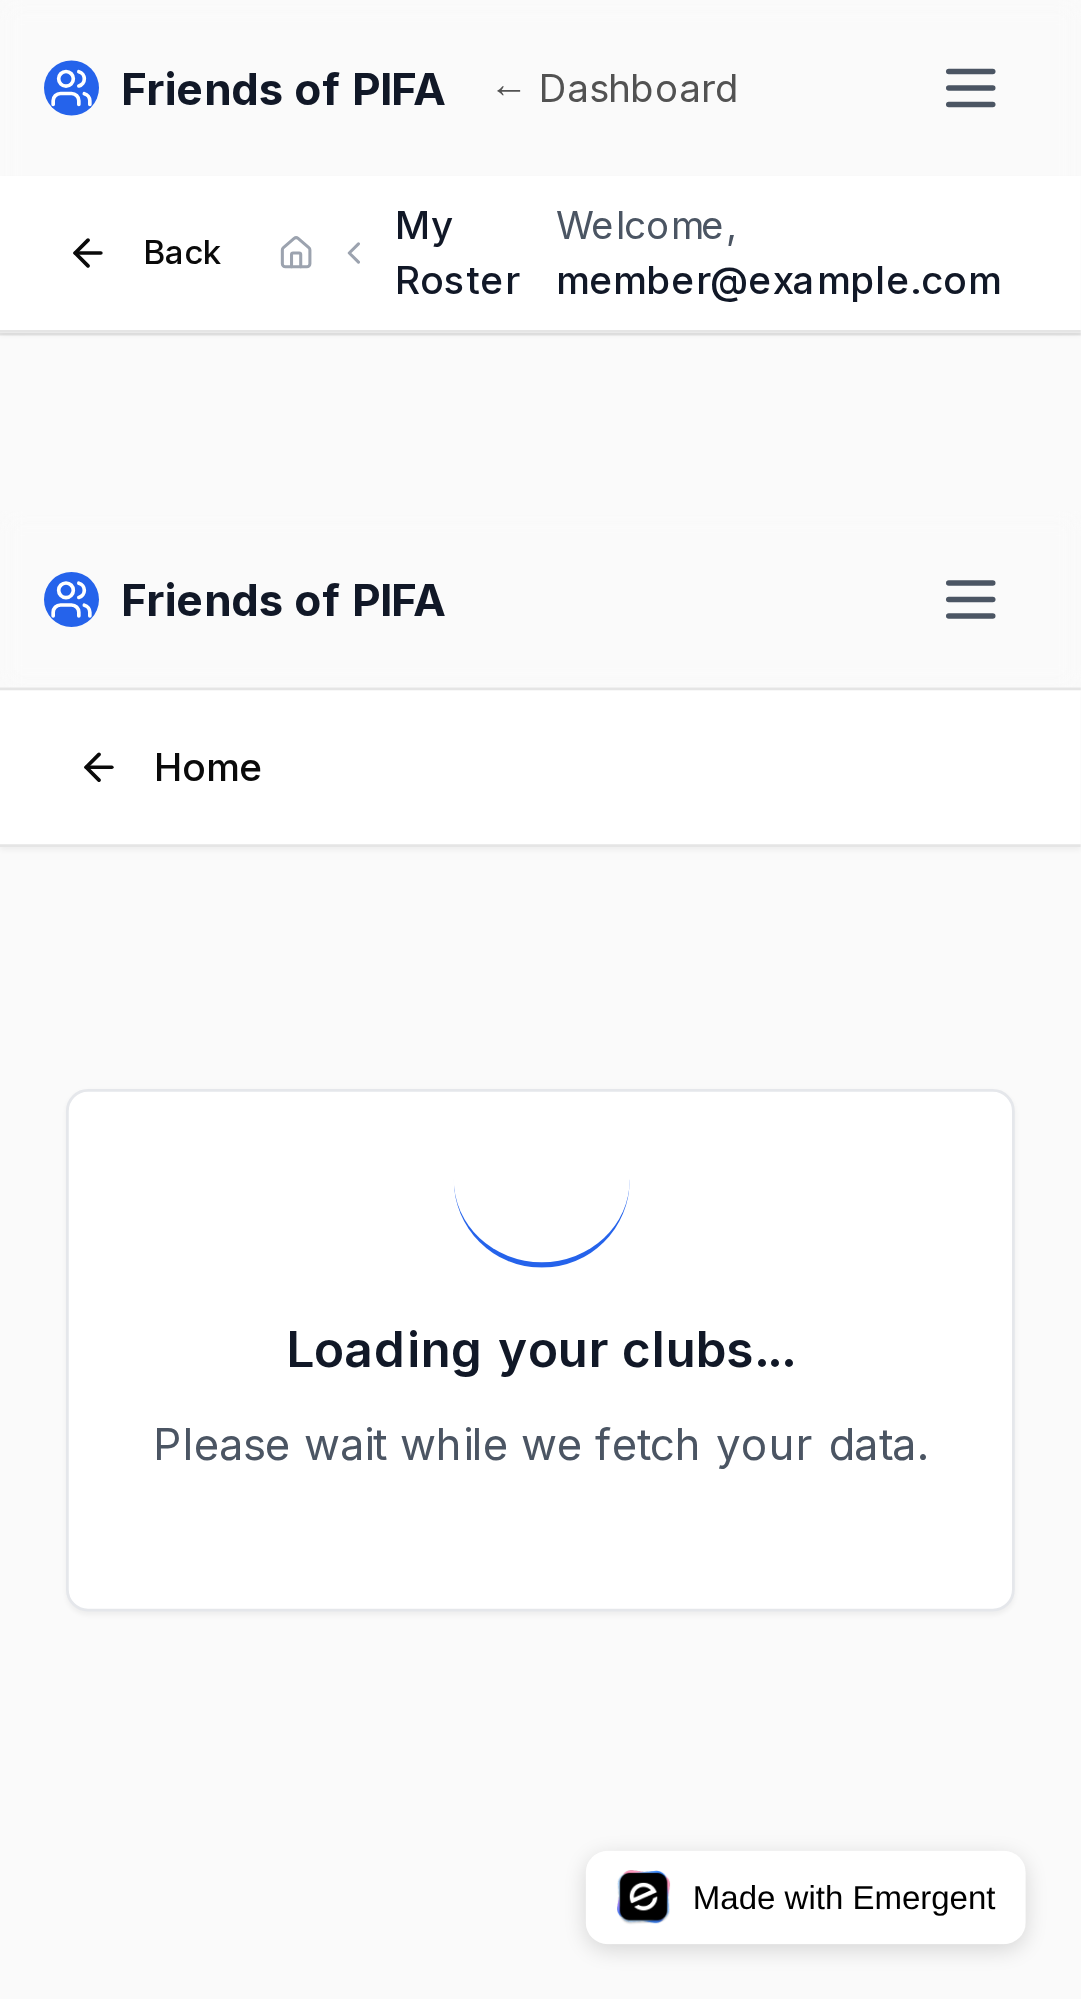 Friends of PIFA ← Dashboard
Back My Roster Welcome, member@example.com
Friends of PIFA
← Home
Loading your clubs...
Please wait while we fetch your data.
Made with Emergent